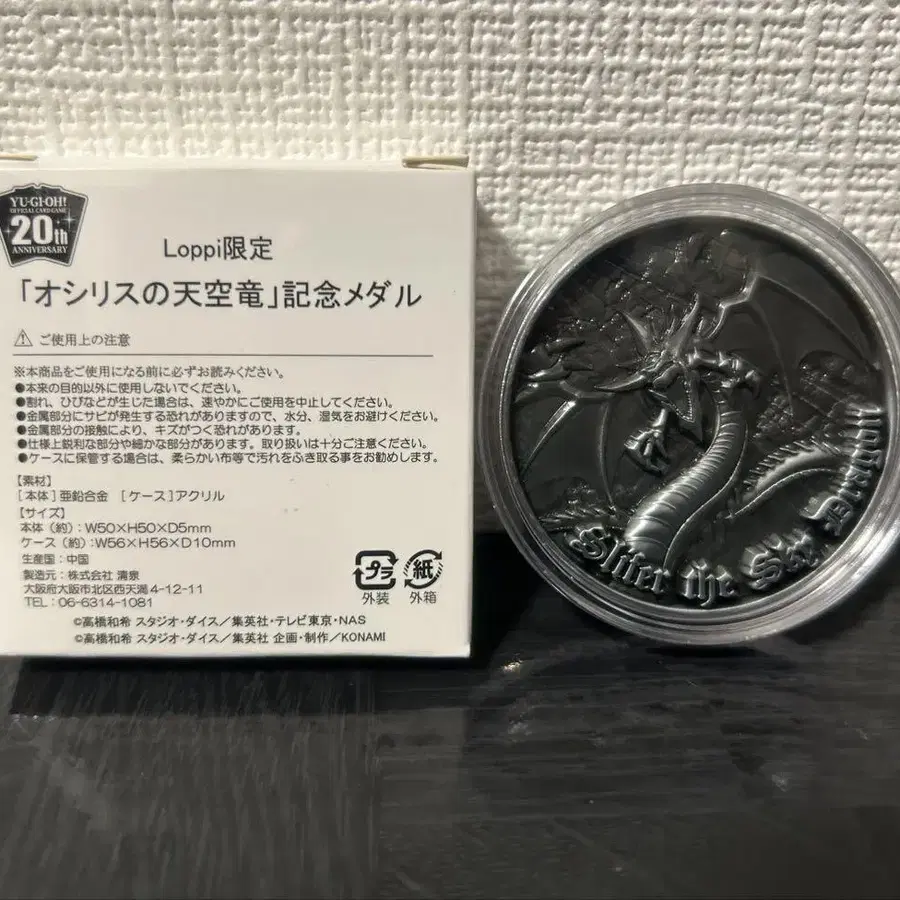 YU-GI-OH!
OFFICIAL CARD GAME
20th
ANNIVERSARY
Loppi限定
「オシリスの天空竜」記念メダル
⚠ ご使用上の注意
※本商品をご使用になる前に必ずお読みください。
●本来の目的以外に使用しないでください。
●割れ、ひびなどが生じた場合は、速やかにご使用を中止してください。
●金属部分にサビが発生する恐れがありますので、水分、湿気をお避けください。
●金属部分の接触により、キズがつく恐れがあります。
●仕様上鋭利な部分や細かな部分があります。取り扱いは十分ご注意ください。
●ケースに保管する場合は、柔らかい布等で汚れをふき取る事をお勧めします。
【素材】
[本体]亜鉛合金 [ケース]アクリル
【サイズ】
本体（約）：W50×H50×D5mm
ケース（約）：W56×H56×D10mm
生産国：中国
製造元：株式会社 清泉
大阪府大阪市北区西天満4-12-11
TEL：06-6314-1081
プラ
外装
紙
外箱
©高橋和希 スタジオ・ダイス／集英社・テレビ東京・NAS
©高橋和希 スタジオ・ダイス／集英社 企画・制作／KONAMI
Slifer the Sky Dragon